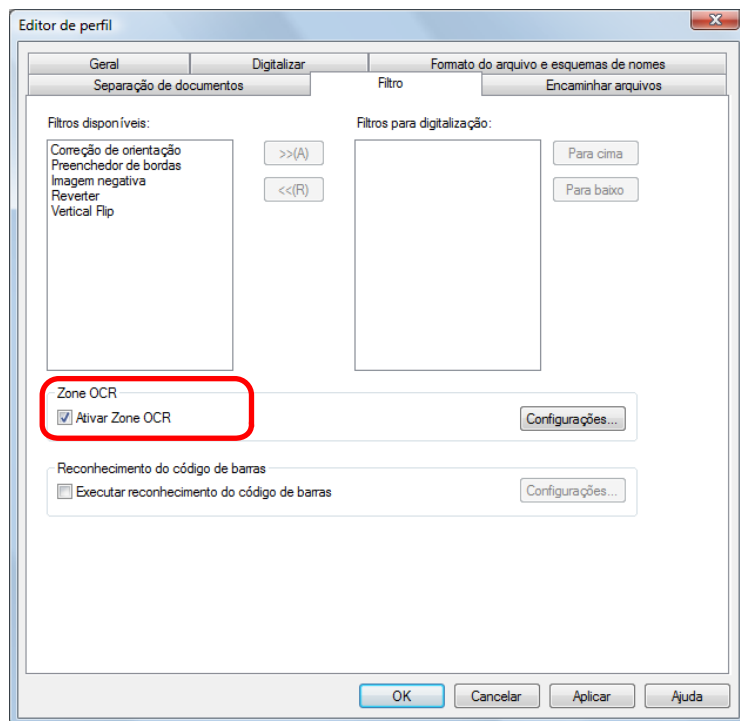 Editor de perfil
X
Geral
Digitalizar
Formato do arquivo e esquemas de nomes
Separação de documentos
Filtro
Encaminhar arquivos
Filtros disponíveis:
Filtros para digitalização:
Correção de orientação
Preenchedor de bordas
Imagem negativa
Reverter
Vertical Flip
>>(A)
<<(R)
Para cima
Para baixo
Zone OCR
Ativar Zone OCR
Configurações...
Reconhecimento do código de barras
Executar reconhecimento do código de barras
Configurações...
OK
Cancelar
Aplicar
Ajuda